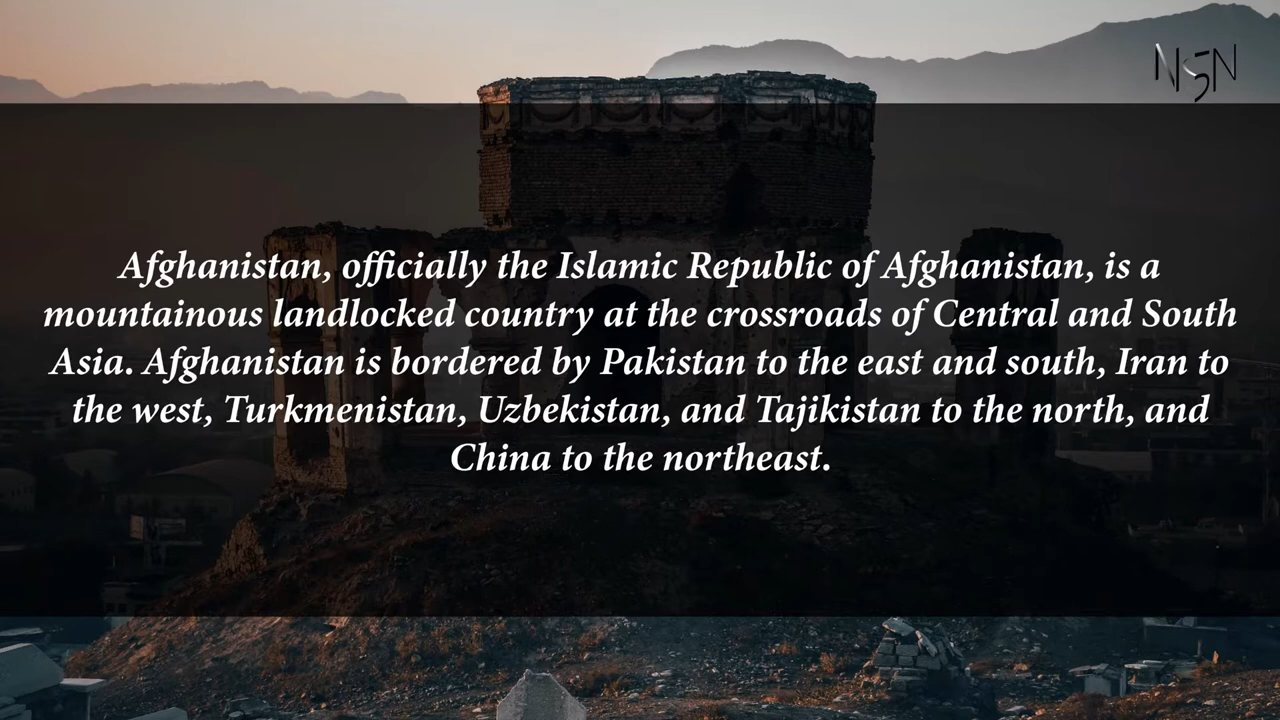 NSN
Afghanistan, officially the Islamic Republic of Afghanistan, is a
mountainous landlocked country at the crossroads of Central and South
Asia. Afghanistan is bordered by Pakistan to the east and south, Iran to
the west, Turkmenistan, Uzbekistan, and Tajikistan to the north, and
China to the northeast.